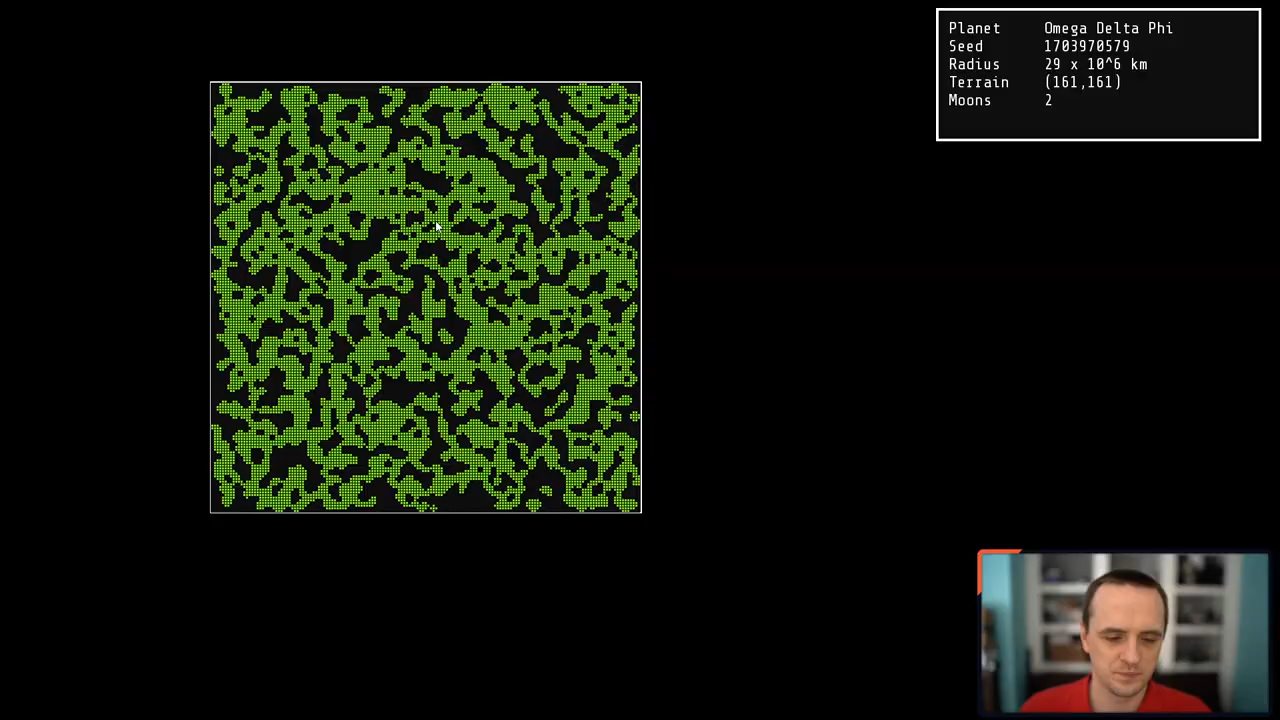 Planet Omega Delta Phi
Seed 1703970579
Radius 29 x 10^6 km
Terrain (161,161)
Moons 2